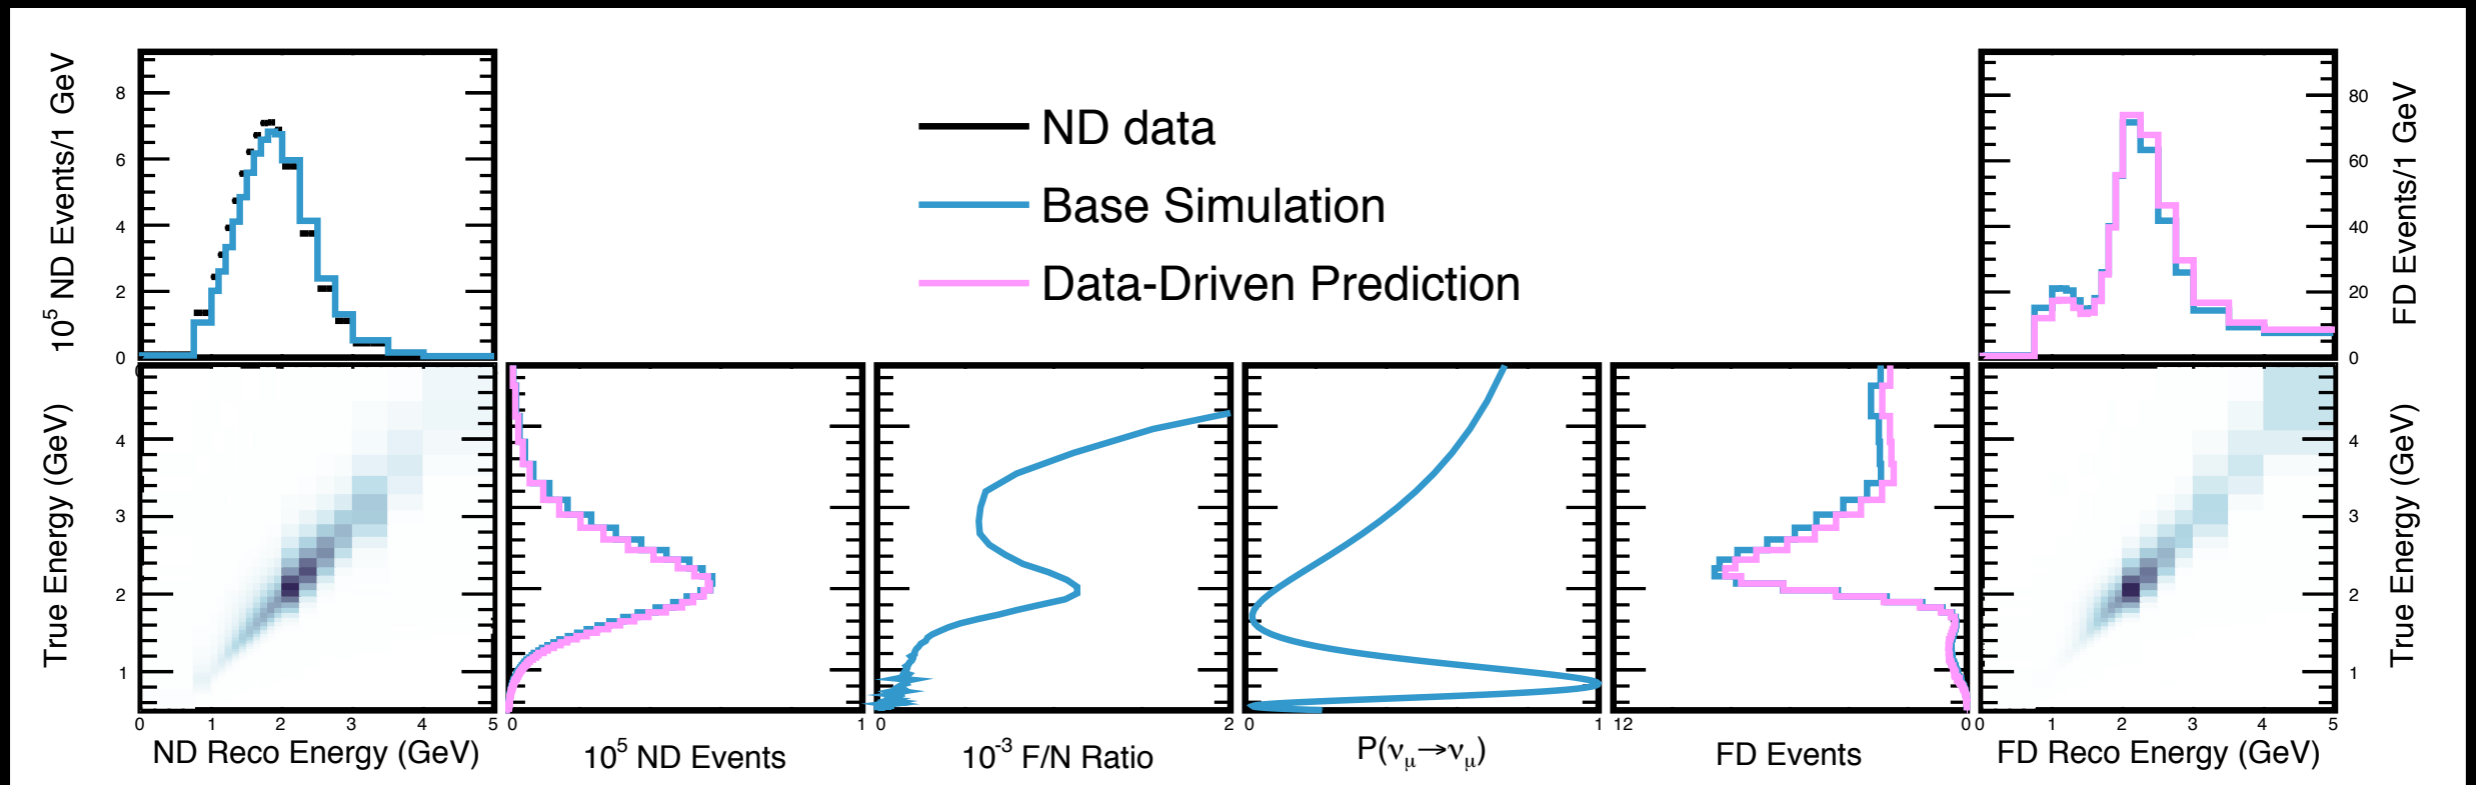 10⁵ ND Events/1 GeV
8
6
4
2
0
ND data
Base Simulation
Data-Driven Prediction
80
60
40
20
0
FD Events/1 GeV
True Energy (GeV)
4
3
2
1
0 1 2 3 4 5
ND Reco Energy (GeV)
0 1
10⁵ ND Events
0 2
10⁻³ F/N Ratio
0 1
P(νμ→νμ)
12 0
FD Events
0 1 2 3 4 5
FD Reco Energy (GeV)
4
3
2
1
True Energy (GeV)